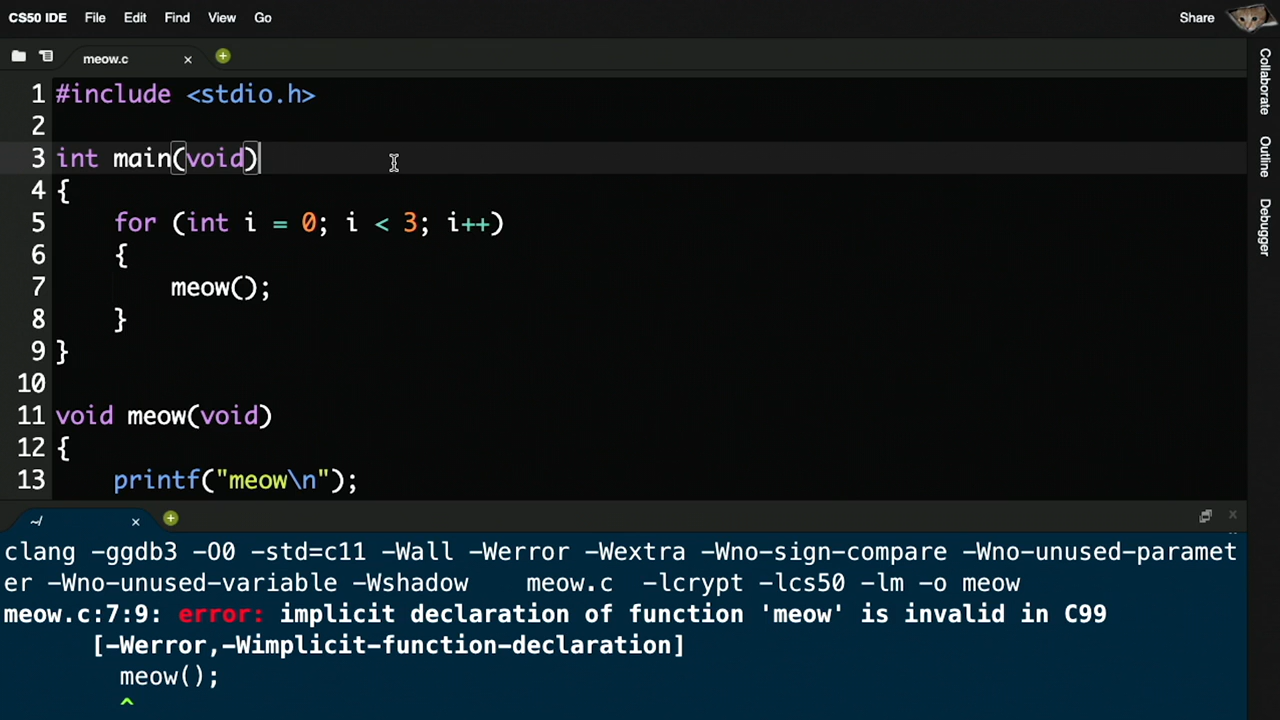 CS50 IDE File Edit Find View Go Share
meow.c
1 #include <stdio.h>
2
3 int main(void)
4 {
5     for (int i = 0; i < 3; i++)
6     {
7         meow();
8     }
9 }
10
11 void meow(void)
12 {
13     printf("meow\n");
~/
clang -ggdb3 -O0 -std=c11 -Wall -Werror -Wextra -Wno-sign-compare -Wno-unused-paramet
er -Wno-unused-variable -Wshadow    meow.c  -lcrypt -lcs50 -lm -o meow
meow.c:7:9: error: implicit declaration of function 'meow' is invalid in C99
      [-Werror,-Wimplicit-function-declaration]
        meow();
        ^
Collaborate
Outline
Debugger